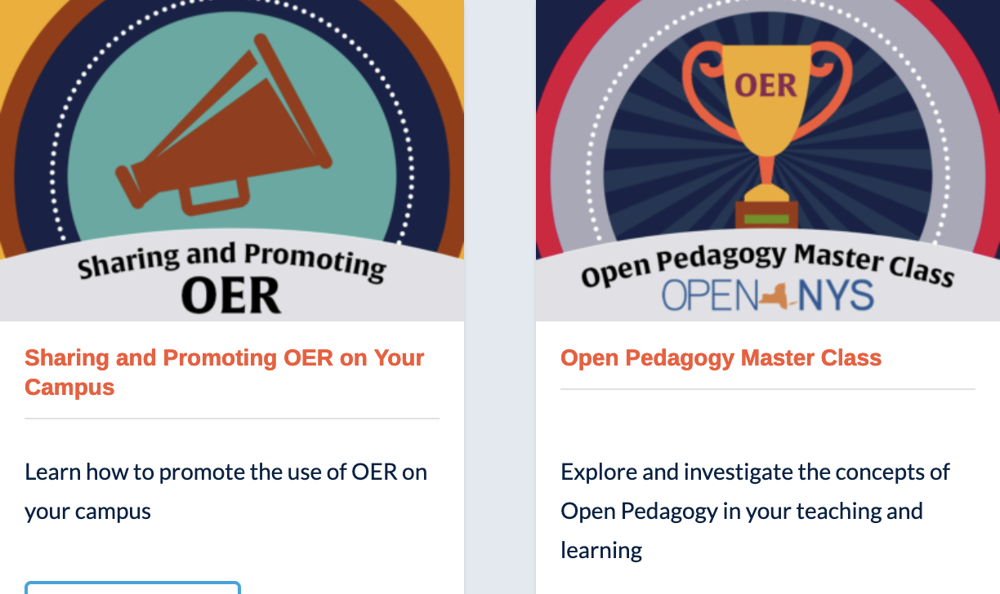 Sharing and Promoting
OER
Sharing and Promoting OER on Your
Campus
Learn how to promote the use of OER on
your campus
OER
Open Pedagogy Master Class
OPEN NYS
Open Pedagogy Master Class
Explore and investigate the concepts of
Open Pedagogy in your teaching and
learning